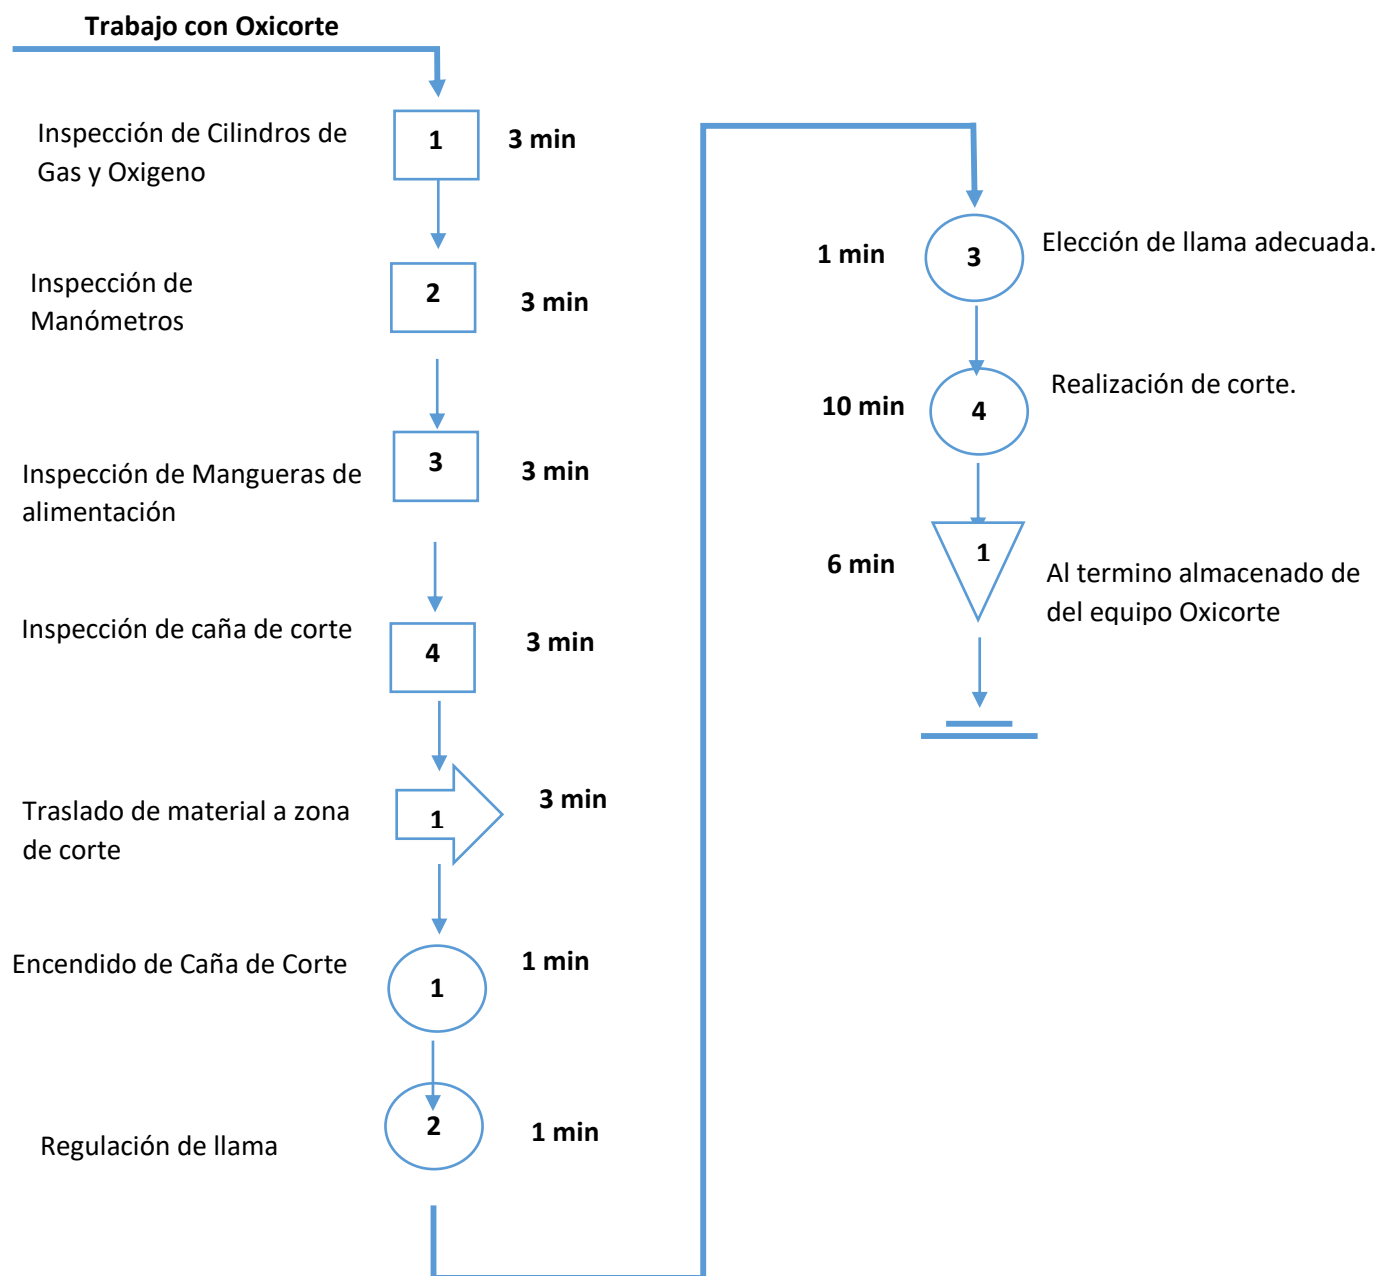 Trabajo con Oxicorte
Inspección de Cilindros de
Gas y Oxigeno
1
3 min
Inspección de
Manómetros
2
3 min
Inspección de Mangueras de
alimentación
3
3 min
Inspección de caña de corte
4
3 min
Traslado de material a zona
de corte
1
3 min
Encendido de Caña de Corte
1
1 min
Regulación de llama
2
1 min
1 min
3
Elección de llama adecuada.
10 min
4
Realización de corte.
6 min
1
Al termino almacenado de
del equipo Oxicorte